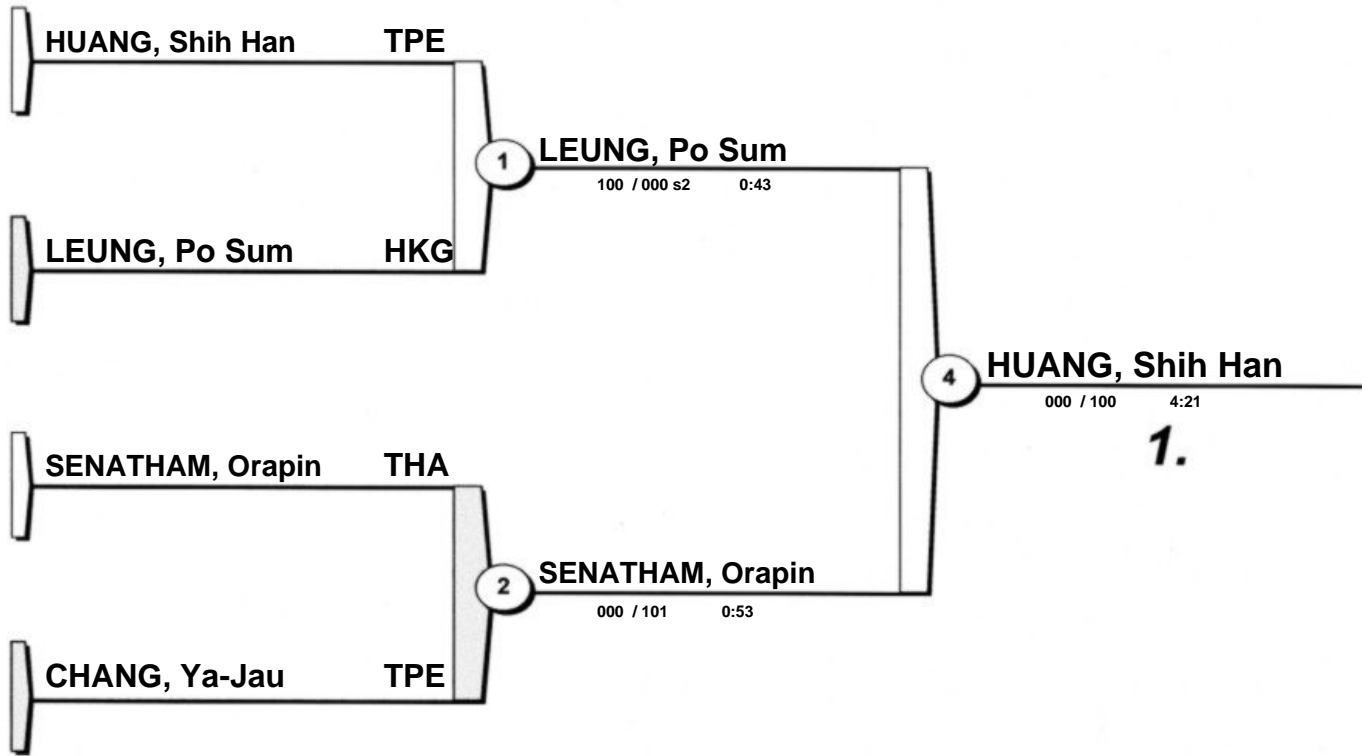 HUANG, Shih Han TPE
1 LEUNG, Po Sum
100 / 000 s2 0:43
LEUNG, Po Sum HKG
4 HUANG, Shih Han
000 / 100 4:21
1.
SENATHAM, Orapin THA
2 SENATHAM, Orapin
000 / 101 0:53
CHANG, Ya-Jau TPE